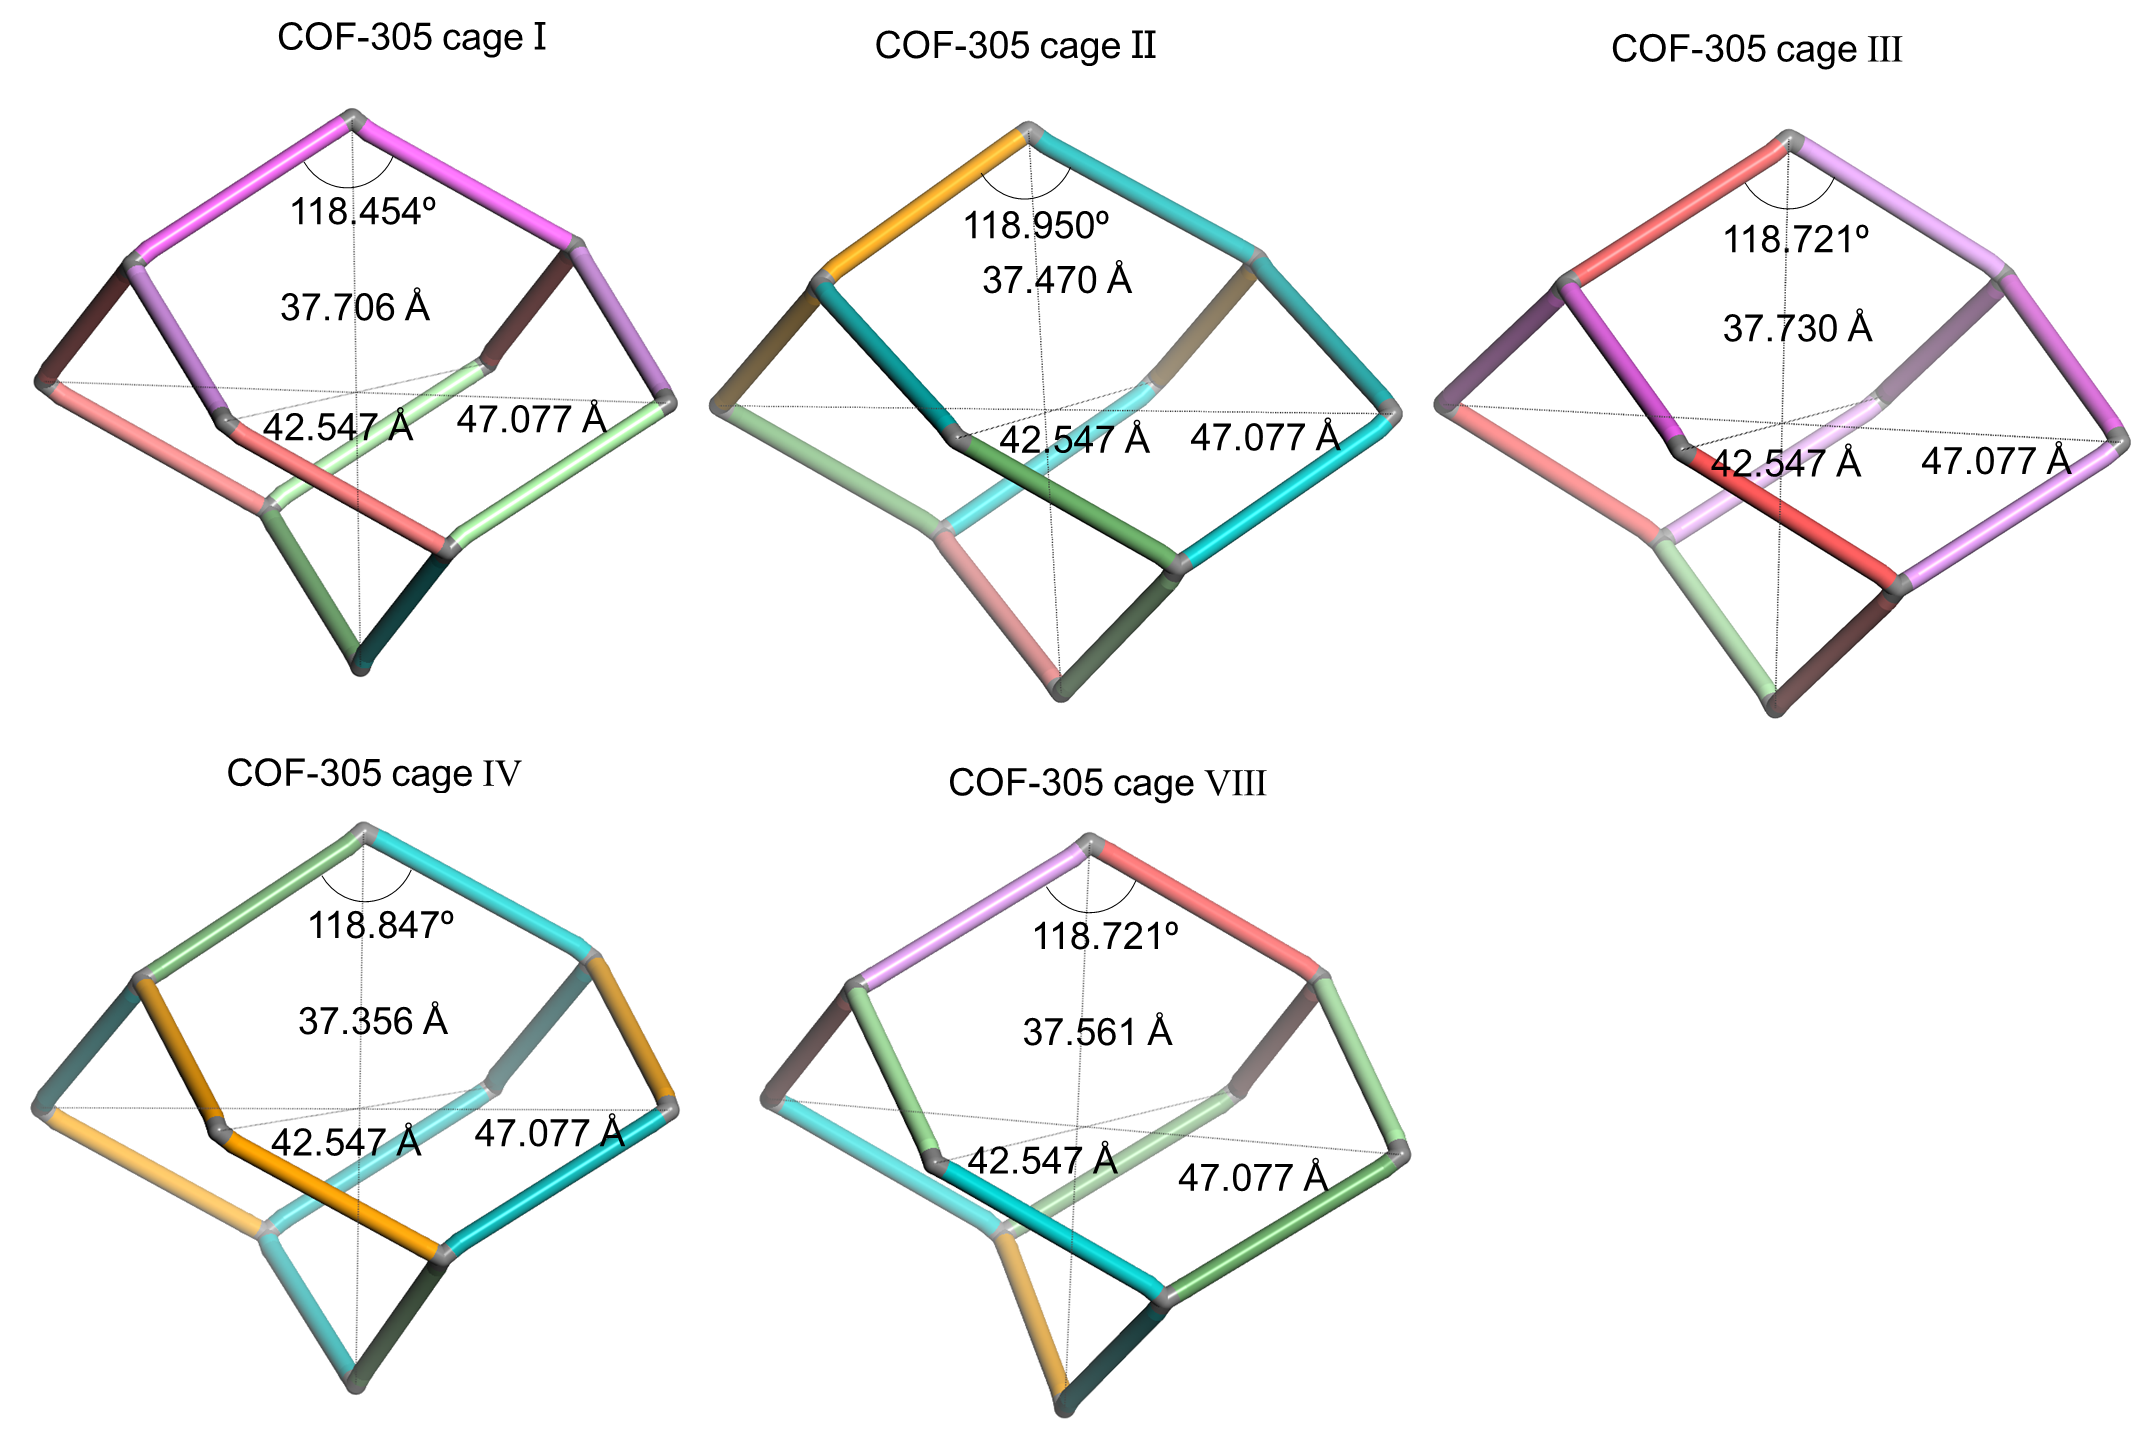 COF-305 cage I
COF-305 cage II
COF-305 cage III
118.454º
37.706 Å
42.547 Å
47.077 Å
118.950º
37.470 Å
42.547 Å
47.077 Å
118.721º
37.730 Å
42.547 Å
47.077 Å
COF-305 cage IV
COF-305 cage VIII
118.847º
37.356 Å
42.547 Å
47.077 Å
118.721º
37.561 Å
42.547 Å
47.077 Å